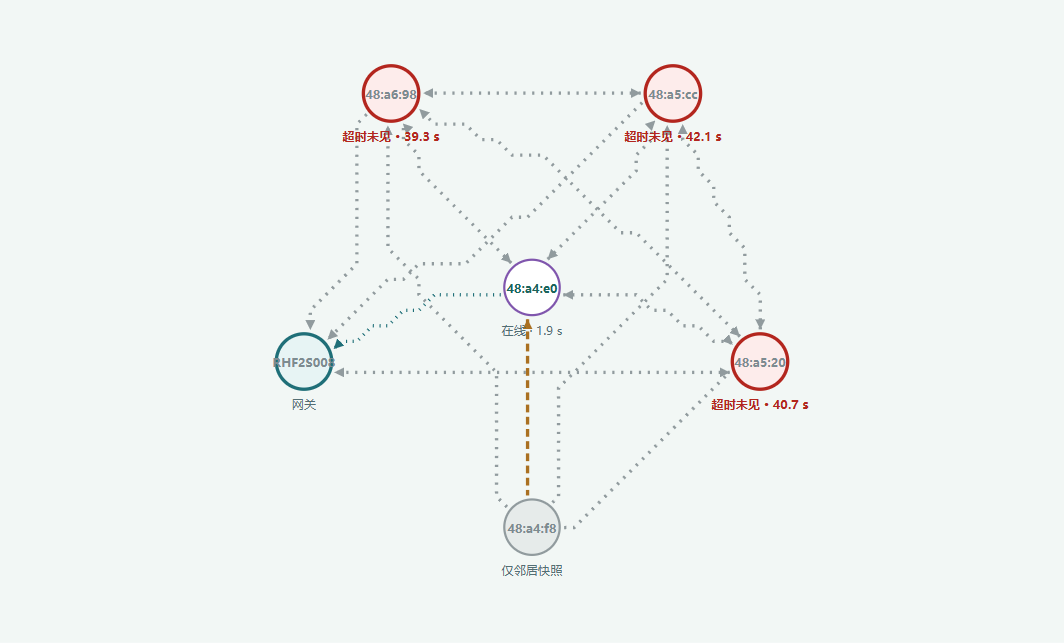 48:a6:98
48:a5:cc
超时未见 · 39.3 s
超时未见 · 42.1 s
48:a4:e0
在线 · 1.9 s
RHF2S008
48:a5:20
网关
超时未见 · 40.7 s
48:a4:f8
仅邻居快照